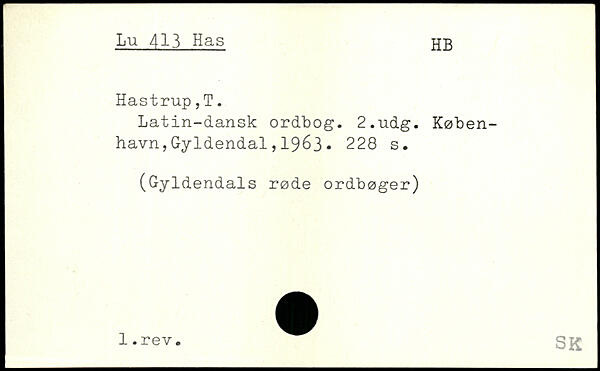 Lu 413 Has
HB
Hastrup,T.
Latin-dansk ordbog. 2.udg. Køben-
havn,Gyldendal,1963. 228 s.
(Gyldendals røde ordbøger)
1.rev.
SK